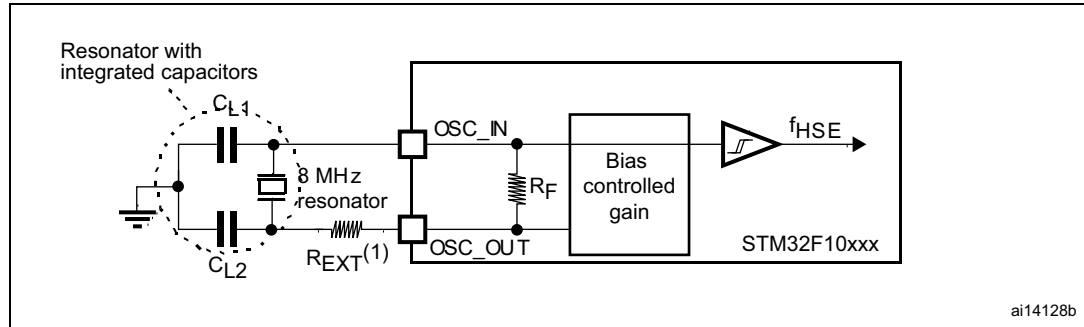 Resonator with
integrated capacitors
CL1
OSC_IN
fHSE
8 MHz
resonator
RF
Bias
controlled
gain
CL2
REXT(1)
OSC_OUT
STM32F10xxx
ai14128b